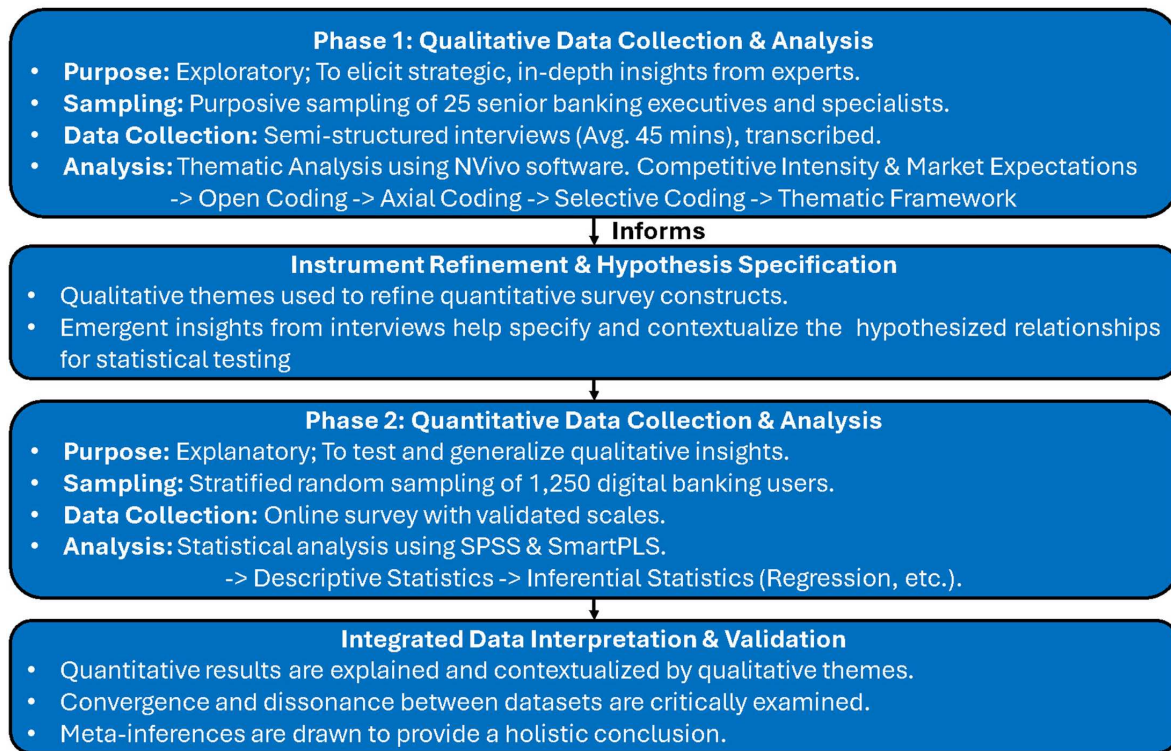 Phase 1: Qualitative Data Collection & Analysis
• Purpose: Exploratory; To elicit strategic, in-depth insights from experts.
• Sampling: Purposive sampling of 25 senior banking executives and specialists.
• Data Collection: Semi-structured interviews (Avg. 45 mins), transcribed.
• Analysis: Thematic Analysis using NVivo software. Competitive Intensity & Market Expectations
-> Open Coding -> Axial Coding -> Selective Coding -> Thematic Framework
Informs
Instrument Refinement & Hypothesis Specification
• Qualitative themes used to refine quantitative survey constructs.
• Emergent insights from interviews help specify and contextualize the hypothesized relationships
for statistical testing
Phase 2: Quantitative Data Collection & Analysis
• Purpose: Explanatory; To test and generalize qualitative insights.
• Sampling: Stratified random sampling of 1,250 digital banking users.
• Data Collection: Online survey with validated scales.
• Analysis: Statistical analysis using SPSS & SmartPLS.
-> Descriptive Statistics -> Inferential Statistics (Regression, etc.).
Integrated Data Interpretation & Validation
• Quantitative results are explained and contextualized by qualitative themes.
• Convergence and dissonance between datasets are critically examined.
• Meta-inferences are drawn to provide a holistic conclusion.